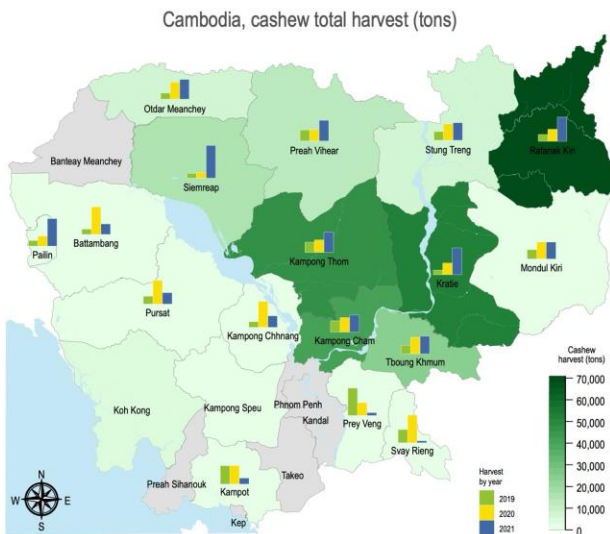 Cambodia, cashew total harvest (tons)
Otdar Meanchey
Banteay Meanchey
Preah Vihear
Stung Treng
Ratanak Kiri
Siemreap
Battambang
Pailin
Kampong Thom
Kratie
Mondul Kiri
Pursat
Kampong Chhnang
Kampong Cham
Tboung Khmum
Koh Kong
Kampong Speu
Phnom Penh
Kandal
Prey Veng
Svay Rieng
Preah Sihanouk
Kampot
Takeo
Kep
N
W E
S
Harvest
by year
2019
2020
2021
Cashew
harvest (tons)
70,000
60,000
50,000
40,000
30,000
20,000
10,000
0